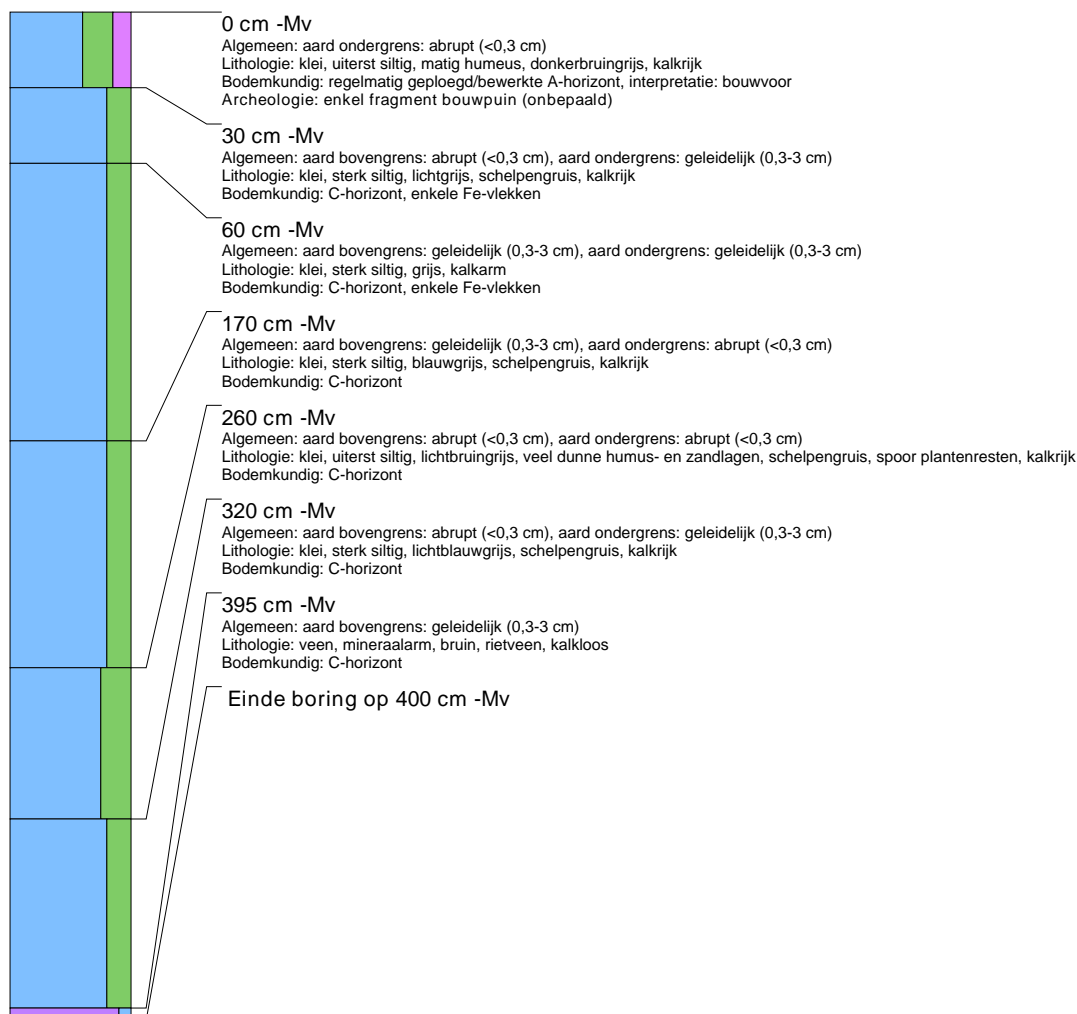 0 cm -Mv
Algemeen: aard ondergrens: abrupt (<0,3 cm)
Lithologie: klei, uiterst siltig, matig humeus, donkerbruingrijs, kalkrijk
Bodemkundig: regelmatig geploegd/bewerkte A-horizont, interpretatie: bouwvoor
Archeologie: enkel fragment bouwpuin (onbepaald)
30 cm -Mv
Algemeen: aard bovengrens: abrupt (<0,3 cm), aard ondergrens: geleidelijk (0,3-3 cm)
Lithologie: klei, sterk siltig, lichtgrijs, schelpengruis, kalkrijk
Bodemkundig: C-horizont, enkele Fe-vlekken
60 cm -Mv
Algemeen: aard bovengrens: geleidelijk (0,3-3 cm), aard ondergrens: geleidelijk (0,3-3 cm)
Lithologie: klei, sterk siltig, grijs, kalkarm
Bodemkundig: C-horizont, enkele Fe-vlekken
170 cm -Mv
Algemeen: aard bovengrens: geleidelijk (0,3-3 cm), aard ondergrens: abrupt (<0,3 cm)
Lithologie: klei, sterk siltig, blauwgrijs, schelpengruis, kalkrijk
Bodemkundig: C-horizont
260 cm -Mv
Algemeen: aard bovengrens: abrupt (<0,3 cm), aard ondergrens: abrupt (<0,3 cm)
Lithologie: klei, uiterst siltig, lichtbruingrijs, veel dunne humus- en zandlagen, schelpengruis, spoor plantenresten, kalkrijk
Bodemkundig: C-horizont
320 cm -Mv
Algemeen: aard bovengrens: abrupt (<0,3 cm), aard ondergrens: geleidelijk (0,3-3 cm)
Lithologie: klei, sterk siltig, lichtblauwgrijs, schelpengruis, kalkrijk
Bodemkundig: C-horizont
395 cm -Mv
Algemeen: aard bovengrens: geleidelijk (0,3-3 cm)
Lithologie: veen, mineraalarm, bruin, rietveen, kalkloos
Bodemkundig: C-horizont
Einde boring op 400 cm -Mv